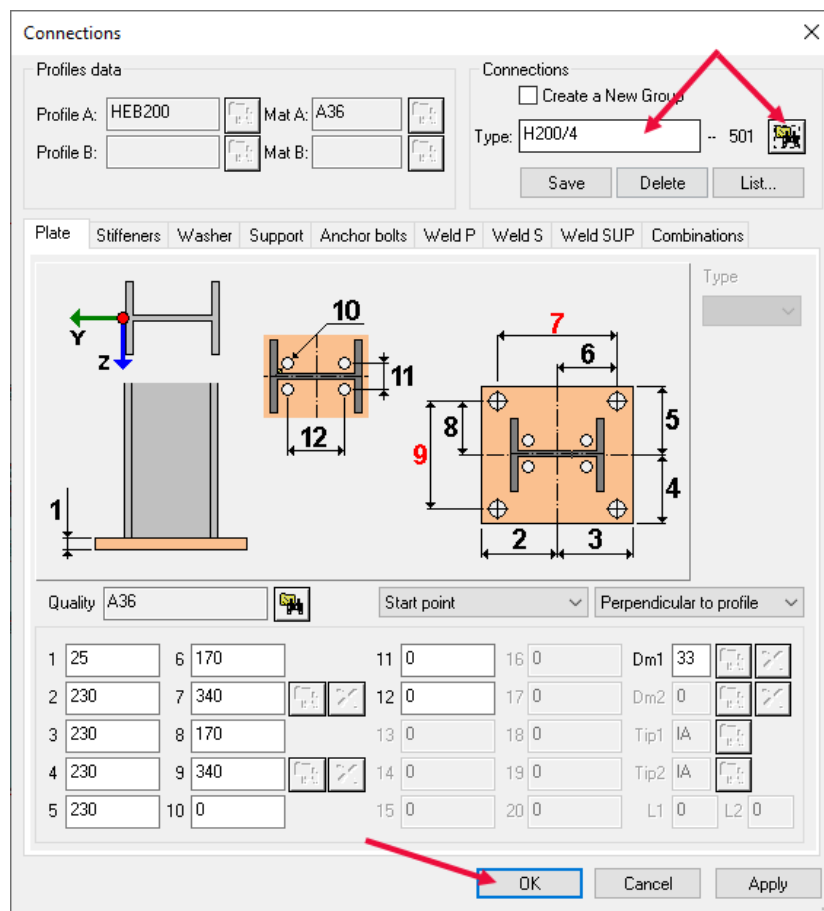 Connections
Profiles data
Profile A: HEB200 Mat A: A36
Profile B: Mat B:
Connections
Create a New Group
Type: H200/4 -- 501
Save Delete List...
Plate Stiffeners Washer Support Anchor bolts Weld P Weld S Weld SUP Combinations
Type
Y
Z
1
10
11
12
7
6
5
8
9
4
2 3
Quality A36 Start point Perpendicular to profile
1 25 6 170 11 0 16 0 Dm1 33
2 230 7 340 12 0 17 0 Dm2 0
3 230 8 170 13 0 18 0 Tip1 IA
4 230 9 340 14 0 19 0 Tip2 IA
5 230 10 0 15 0 20 0 L1 0 L2 0
OK Cancel Apply